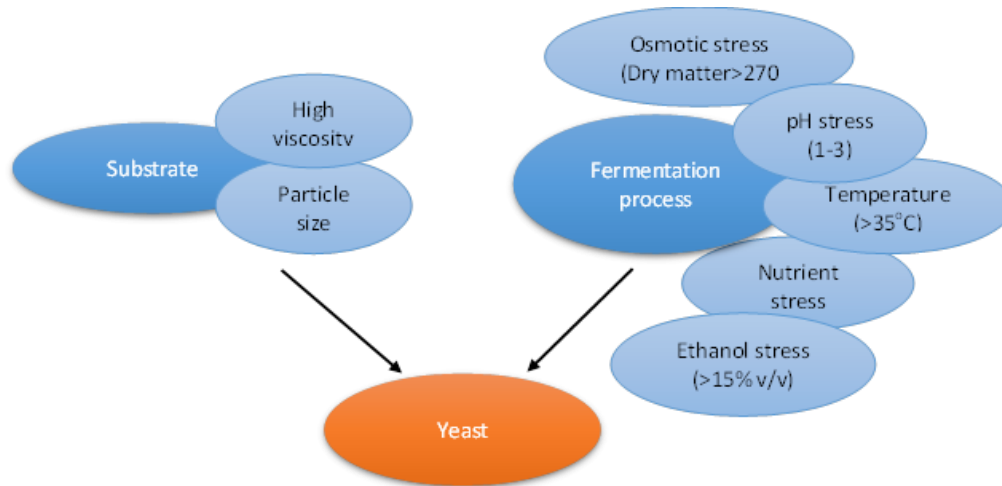 Substrate
High
viscosity
Particle
size
Fermentation
process
Osmotic stress
(Dry matter>270
pH stress
(1-3)
Temperature
(>35°C)
Nutrient
stress
Ethanol stress
(>15% v/v)
Yeast